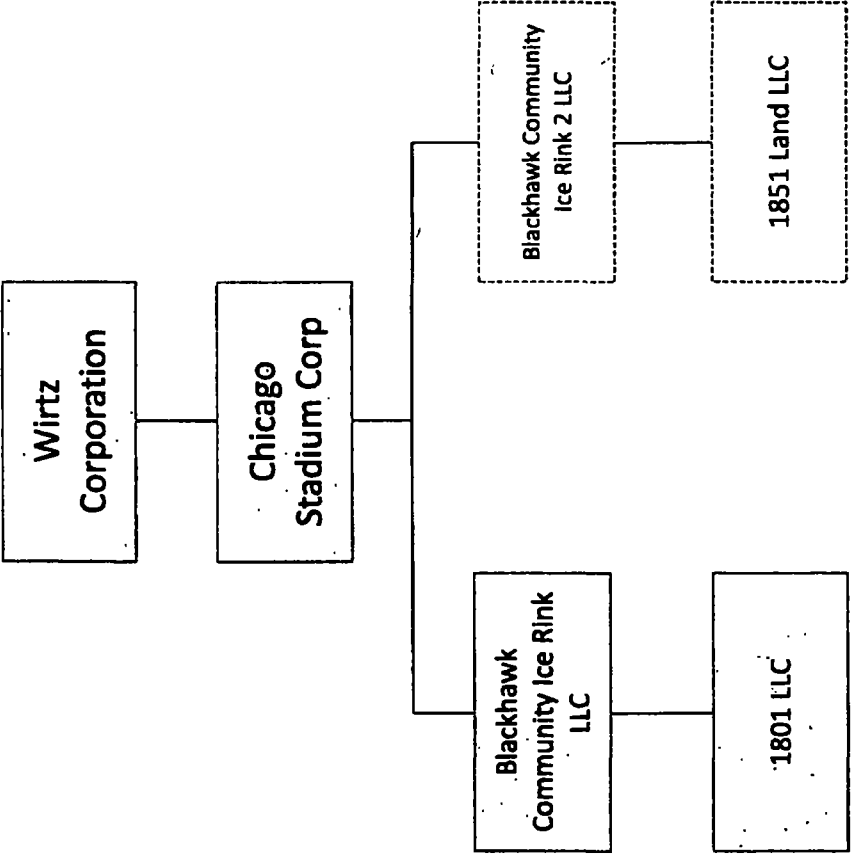 Wirtz
Corporation
Chicago
Stadium Corp
Blackhawk
Community Ice Rink
LLC
1801 LLC
Blackhawk Community
Ice Rink 2 LLC
1851 Land LLC